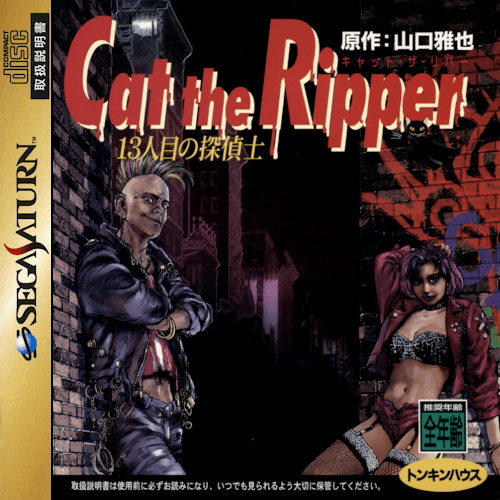 COMPACT
disc
取扱説明書
SEGA SATURN™
原作：山口雅也
キャット・ザ・リパー
Cat the Ripper
13人目の探偵士
推奨年齢
全年齢
トンキンハウス
取扱説明書は使用前に必ずお読みになり、いつでも見られるよう大切に保管してください。